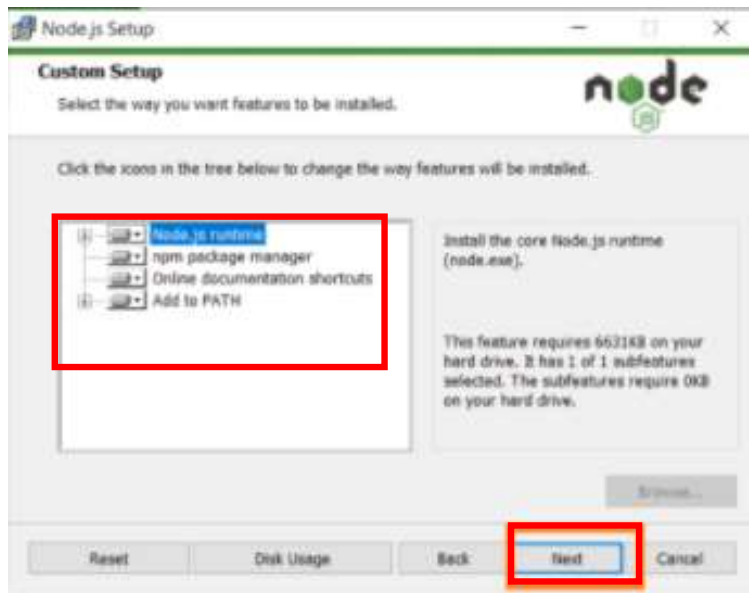 Node.js Setup
Custom Setup
Select the way you want features to be installed.
node
JS
Click the icons in the tree below to change the way features will be installed.
Node.js runtime
npm package manager
Online documentation shortcuts
Add to PATH
Install the core Node.js runtime
(node.exe).
This feature requires 6631KB on your
hard drive. It has 1 of 1 subfeatures
selected. The subfeatures require 0KB
on your hard drive.
Browse...
Reset
Disk Usage
Back
Next
Cancel